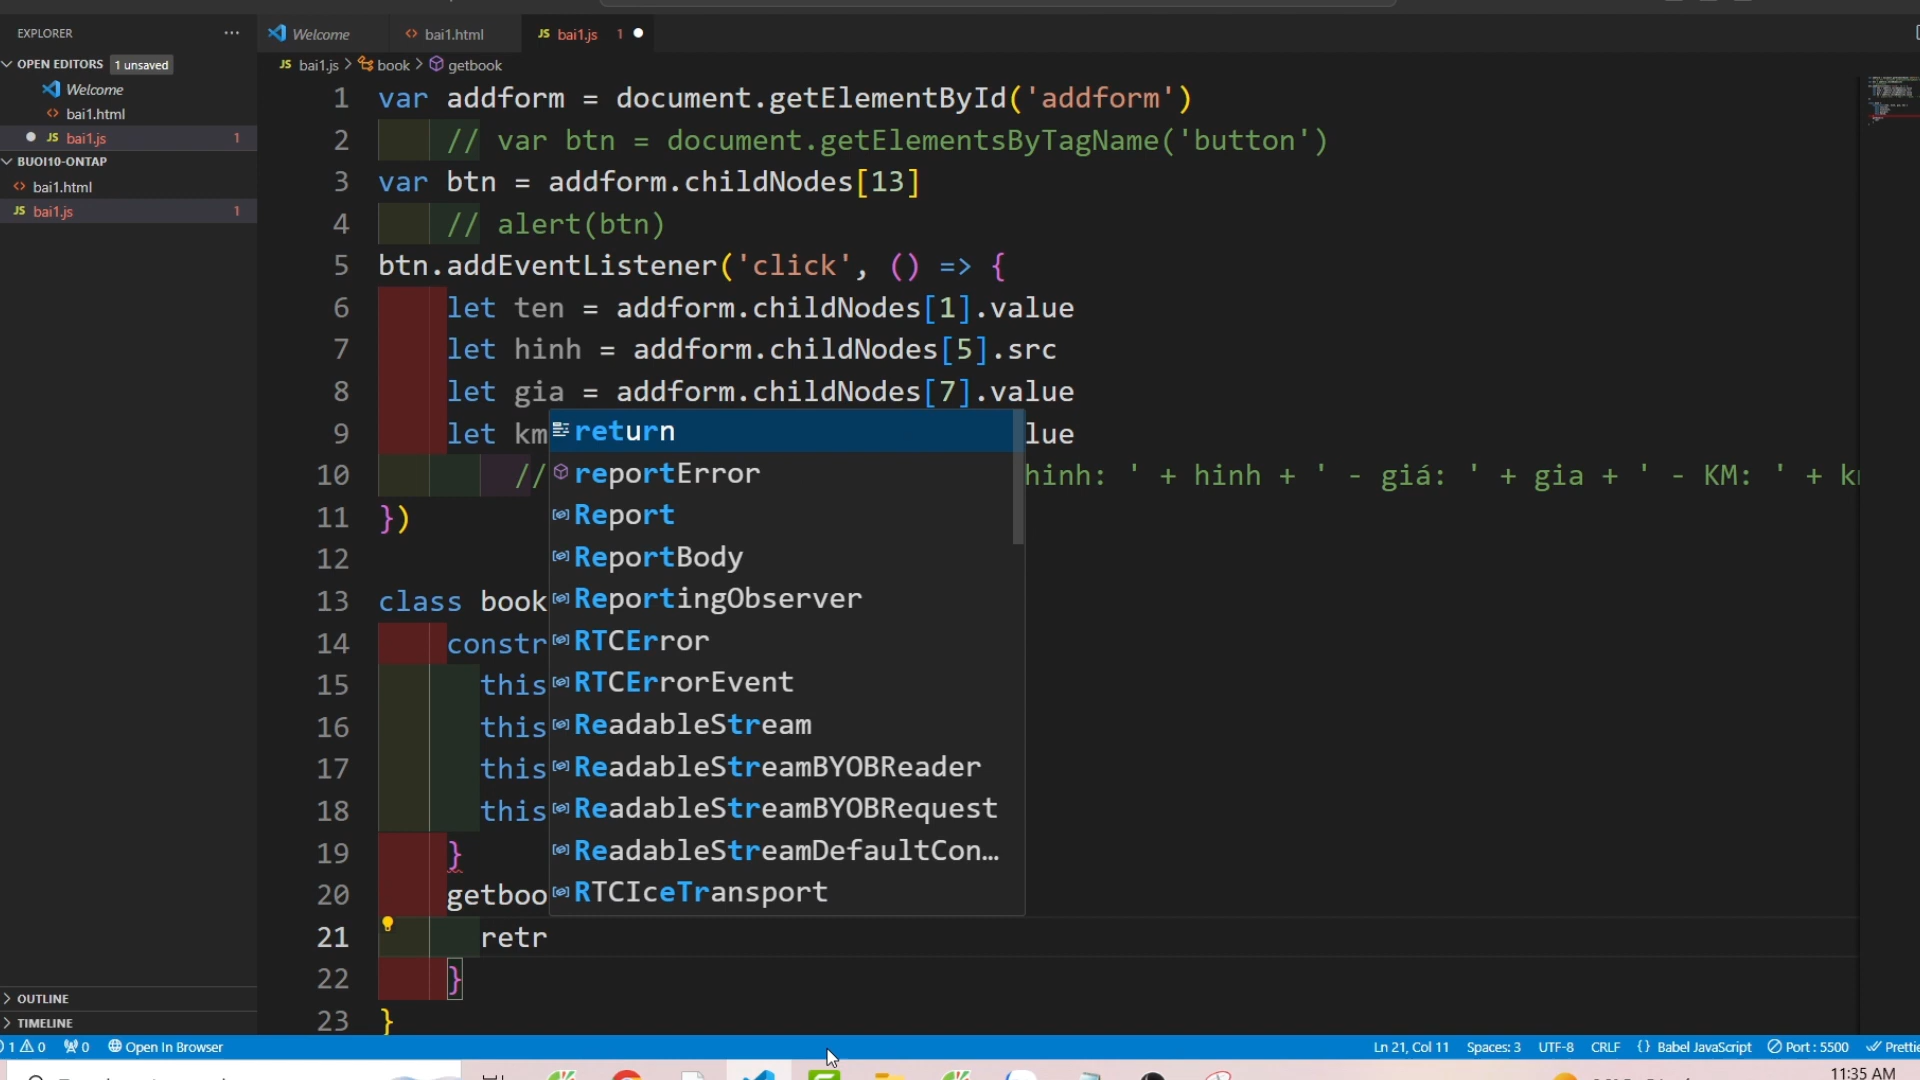 EXPLORER
···
Welcome
bai1.html
JS bai1.js 1
OPEN EDITORS 1 unsaved
JS bai1.js > book > getbook
Welcome
bai1.html
JS bai1.js 1
BUOI10-ONTAP
bai1.html
JS bai1.js 1
1 var addform = document.getElementById('addform')
2 // var btn = document.getElementsByTagName('button')
3 var btn = addform.childNodes[13]
4 // alert(btn)
5 btn.addEventListener('click', () => {
6 let ten = addform.childNodes[1].value
7 let hinh = addform.childNodes[5].src
8 let gia = addform.childNodes[7].value
9 let km lue
10 // hinh: ' + hinh + ' - giá: ' + gia + ' - KM: ' +
11 })
12
13 class book
14 constr
15 this
16 this
17 this
18 this
19 }
20 getboo
21 retr
22 }
23 }
return
reportError
Report
ReportBody
ReportingObserver
RTCError
RTCErrorEvent
ReadableStream
ReadableStreamBYOBReader
ReadableStreamBYOBRequest
ReadableStreamDefaultCon…
RTCIceTransport
OUTLINE
TIMELINE
1 0 0 Open In Browser Ln 21, Col 11 Spaces: 3 UTF-8 CRLF {} Babel JavaScript Port : 5500
11:35 AM